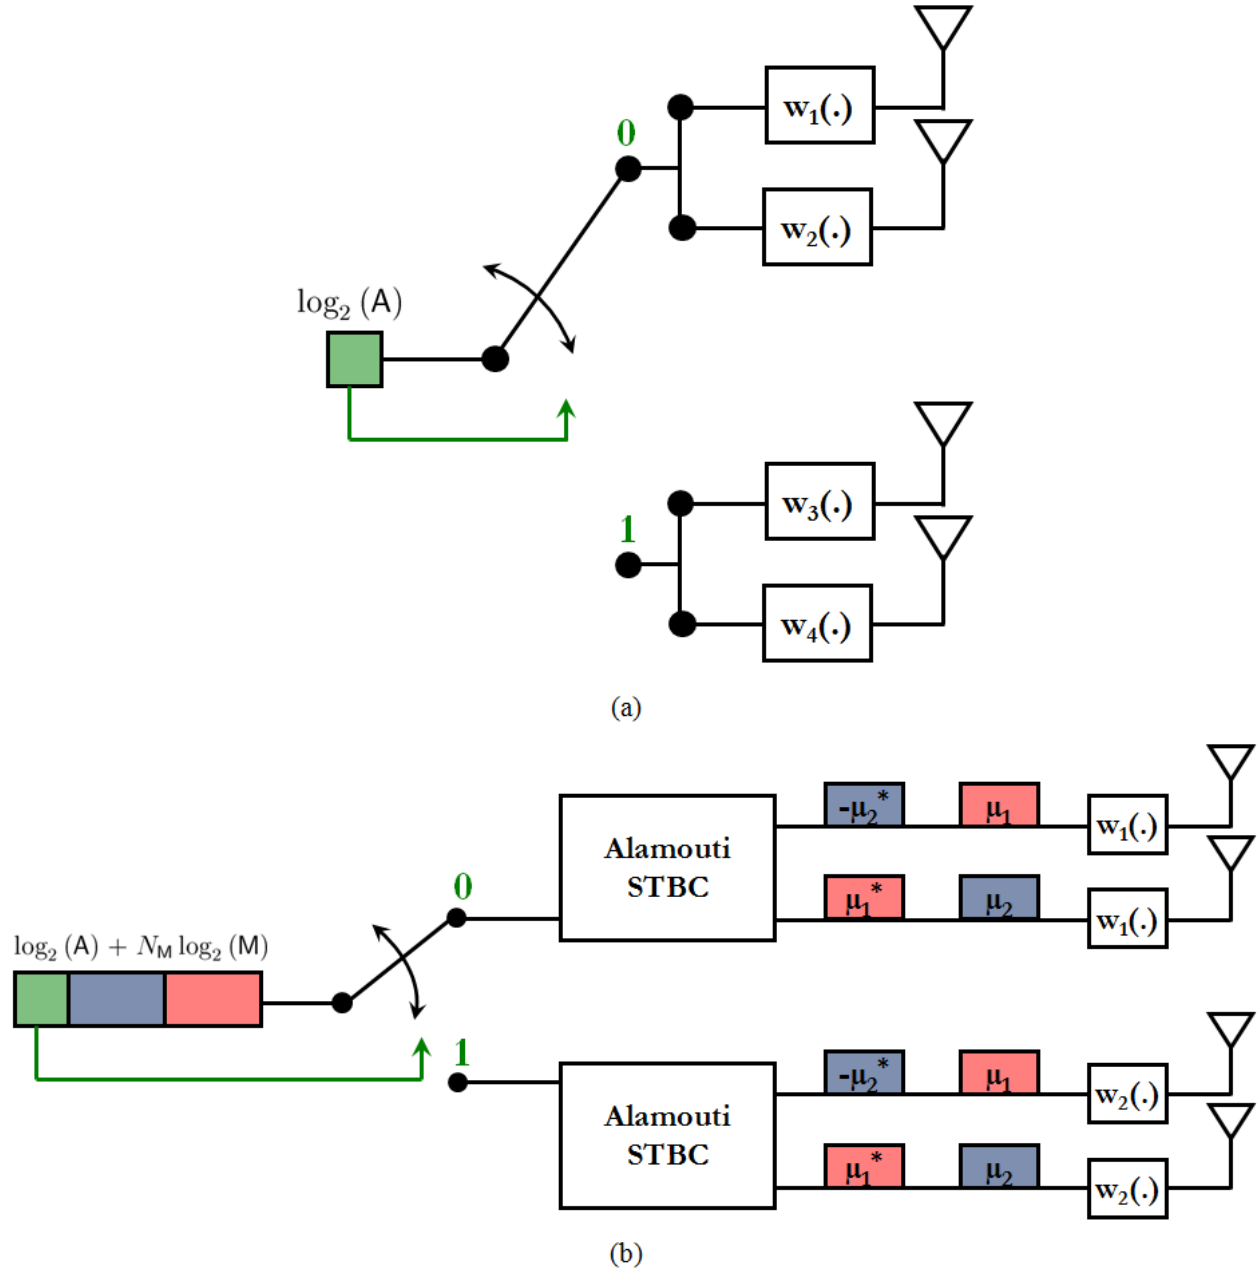 w₁(.)
0
w₂(.)
log₂ (A)
w₃(.)
1
w₄(.)
(a)
-μ₂* μ₁ w₁(.)
Alamouti
STBC
0
μ₁* μ₂ w₁(.)
log₂ (A) + N_M log₂ (M)
1
-μ₂* μ₁ w₂(.)
Alamouti
STBC
μ₁* μ₂ w₂(.)
(b)